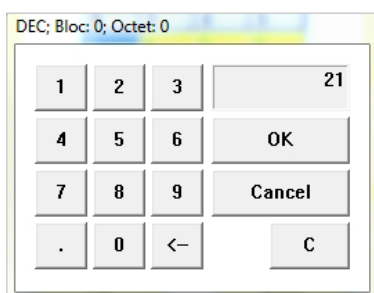 DEC; Bloc: 0; Octet: 0
1 2 3 21
4 5 6 OK
7 8 9 Cancel
. 0 <- C